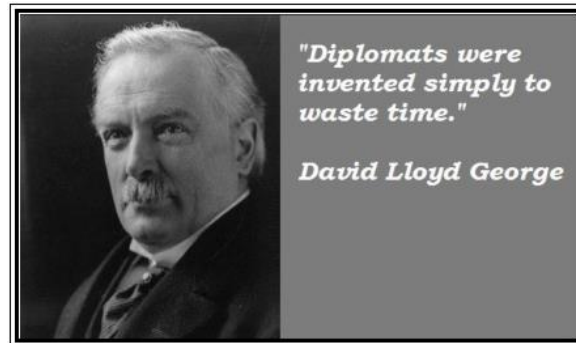 "Diplomats were
invented simply to
waste time."
David Lloyd George